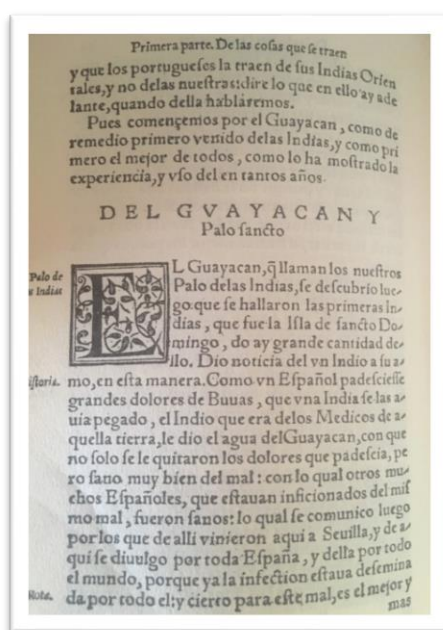 Primera parte. De las cosas que se traen
y que los portugueſes la traen de ſus Indias Orien
tales, y no delas nueſtras: dire lo que en ello ay ade
lante, quando della hablaremos.
Pues començemos por el Guayacan, como de
remedio primero venido delas Indias, y como pri
mero el mejor de todos, como lo ha moſtrado la
experiencia, y vſo del en tantos años.
DEL GVAYACAN Y
Palo ſancto
Palo de
s Indias
EL Guayacan, q̃ llaman los nueſtros
Palo delas Indias, ſe deſcubrio lue-
go que ſe hallaron las primeras In-
dias, que fue la Iſla de ſancto Do-
mingo, do ay grande cantidad de-
llo. Dio noticia del vn Indio a ſu a-
iſtoria.
mo, en eſta manera. Como vn Eſpañol padeſcieſſe
grandes dolores de Buuas, que vna India ſe las a-
uia pegado, el Indio que era delos Medicos de a-
quella tierra, le dio el agua del Guayacan, con que
no ſolo ſe le quitaron los dolores que padeſcia, pe
ro ſano muy bien del mal: con lo qual otros mu-
chos Eſpañoles, que eſtauan inficionados del miſ
mo mal, fueron ſanos: lo qual ſe comunico luego
por los que de alli vinieron aqui a Seuilla, y de a-
qui ſe diuulgo por toda Eſpaña, y della por todo
el mundo, porque ya la infection eſtaua deſemina
Nota.
da por todo el: y cierto para eſte mal, es el mejor y
mas